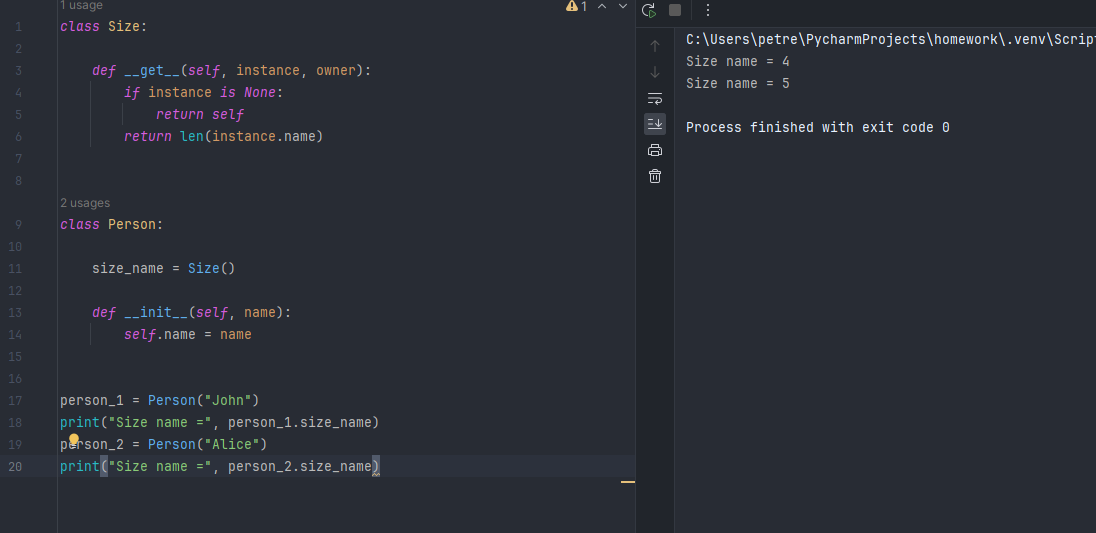 1 usage
1
1 class Size:
2
3 def __get__(self, instance, owner):
4 if instance is None:
5 return self
6 return len(instance.name)
7
8
2 usages
9 class Person:
10
11 size_name = Size()
12
13 def __init__(self, name):
14 self.name = name
15
16
17 person_1 = Person("John")
18 print("Size name =", person_1.size_name)
19 person_2 = Person("Alice")
20 print("Size name =", person_2.size_name)
C:\Users\petre\PycharmProjects\homework\.venv\Script
Size name = 4
Size name = 5
Process finished with exit code 0